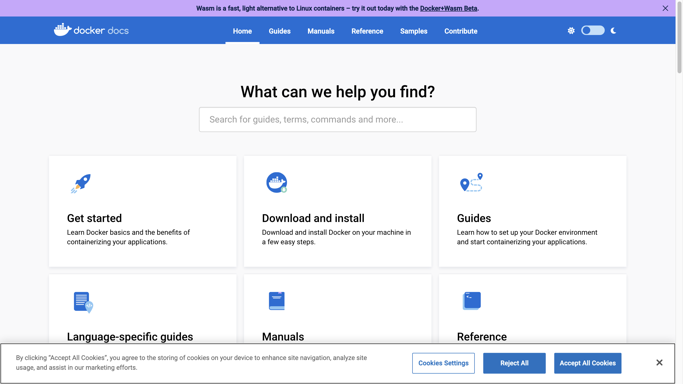 Wasm is a fast, light alternative to Linux containers – try it out today with the Docker+Wasm Beta.
docker docs
Home
Guides
Manuals
Reference
Samples
Contribute
What can we help you find?
Search for guides, terms, commands and more...
Get started
Learn Docker basics and the benefits of
containerizing your applications.
Download and install
Download and install Docker on your machine in
a few easy steps.
Guides
Learn how to set up your Docker environment
and start containerizing your applications.
Language-specific guides
Manuals
Reference
By clicking “Accept All Cookies”, you agree to the storing of cookies on your device to enhance site navigation, analyze site
usage, and assist in our marketing efforts.
Cookies Settings
Reject All
Accept All Cookies